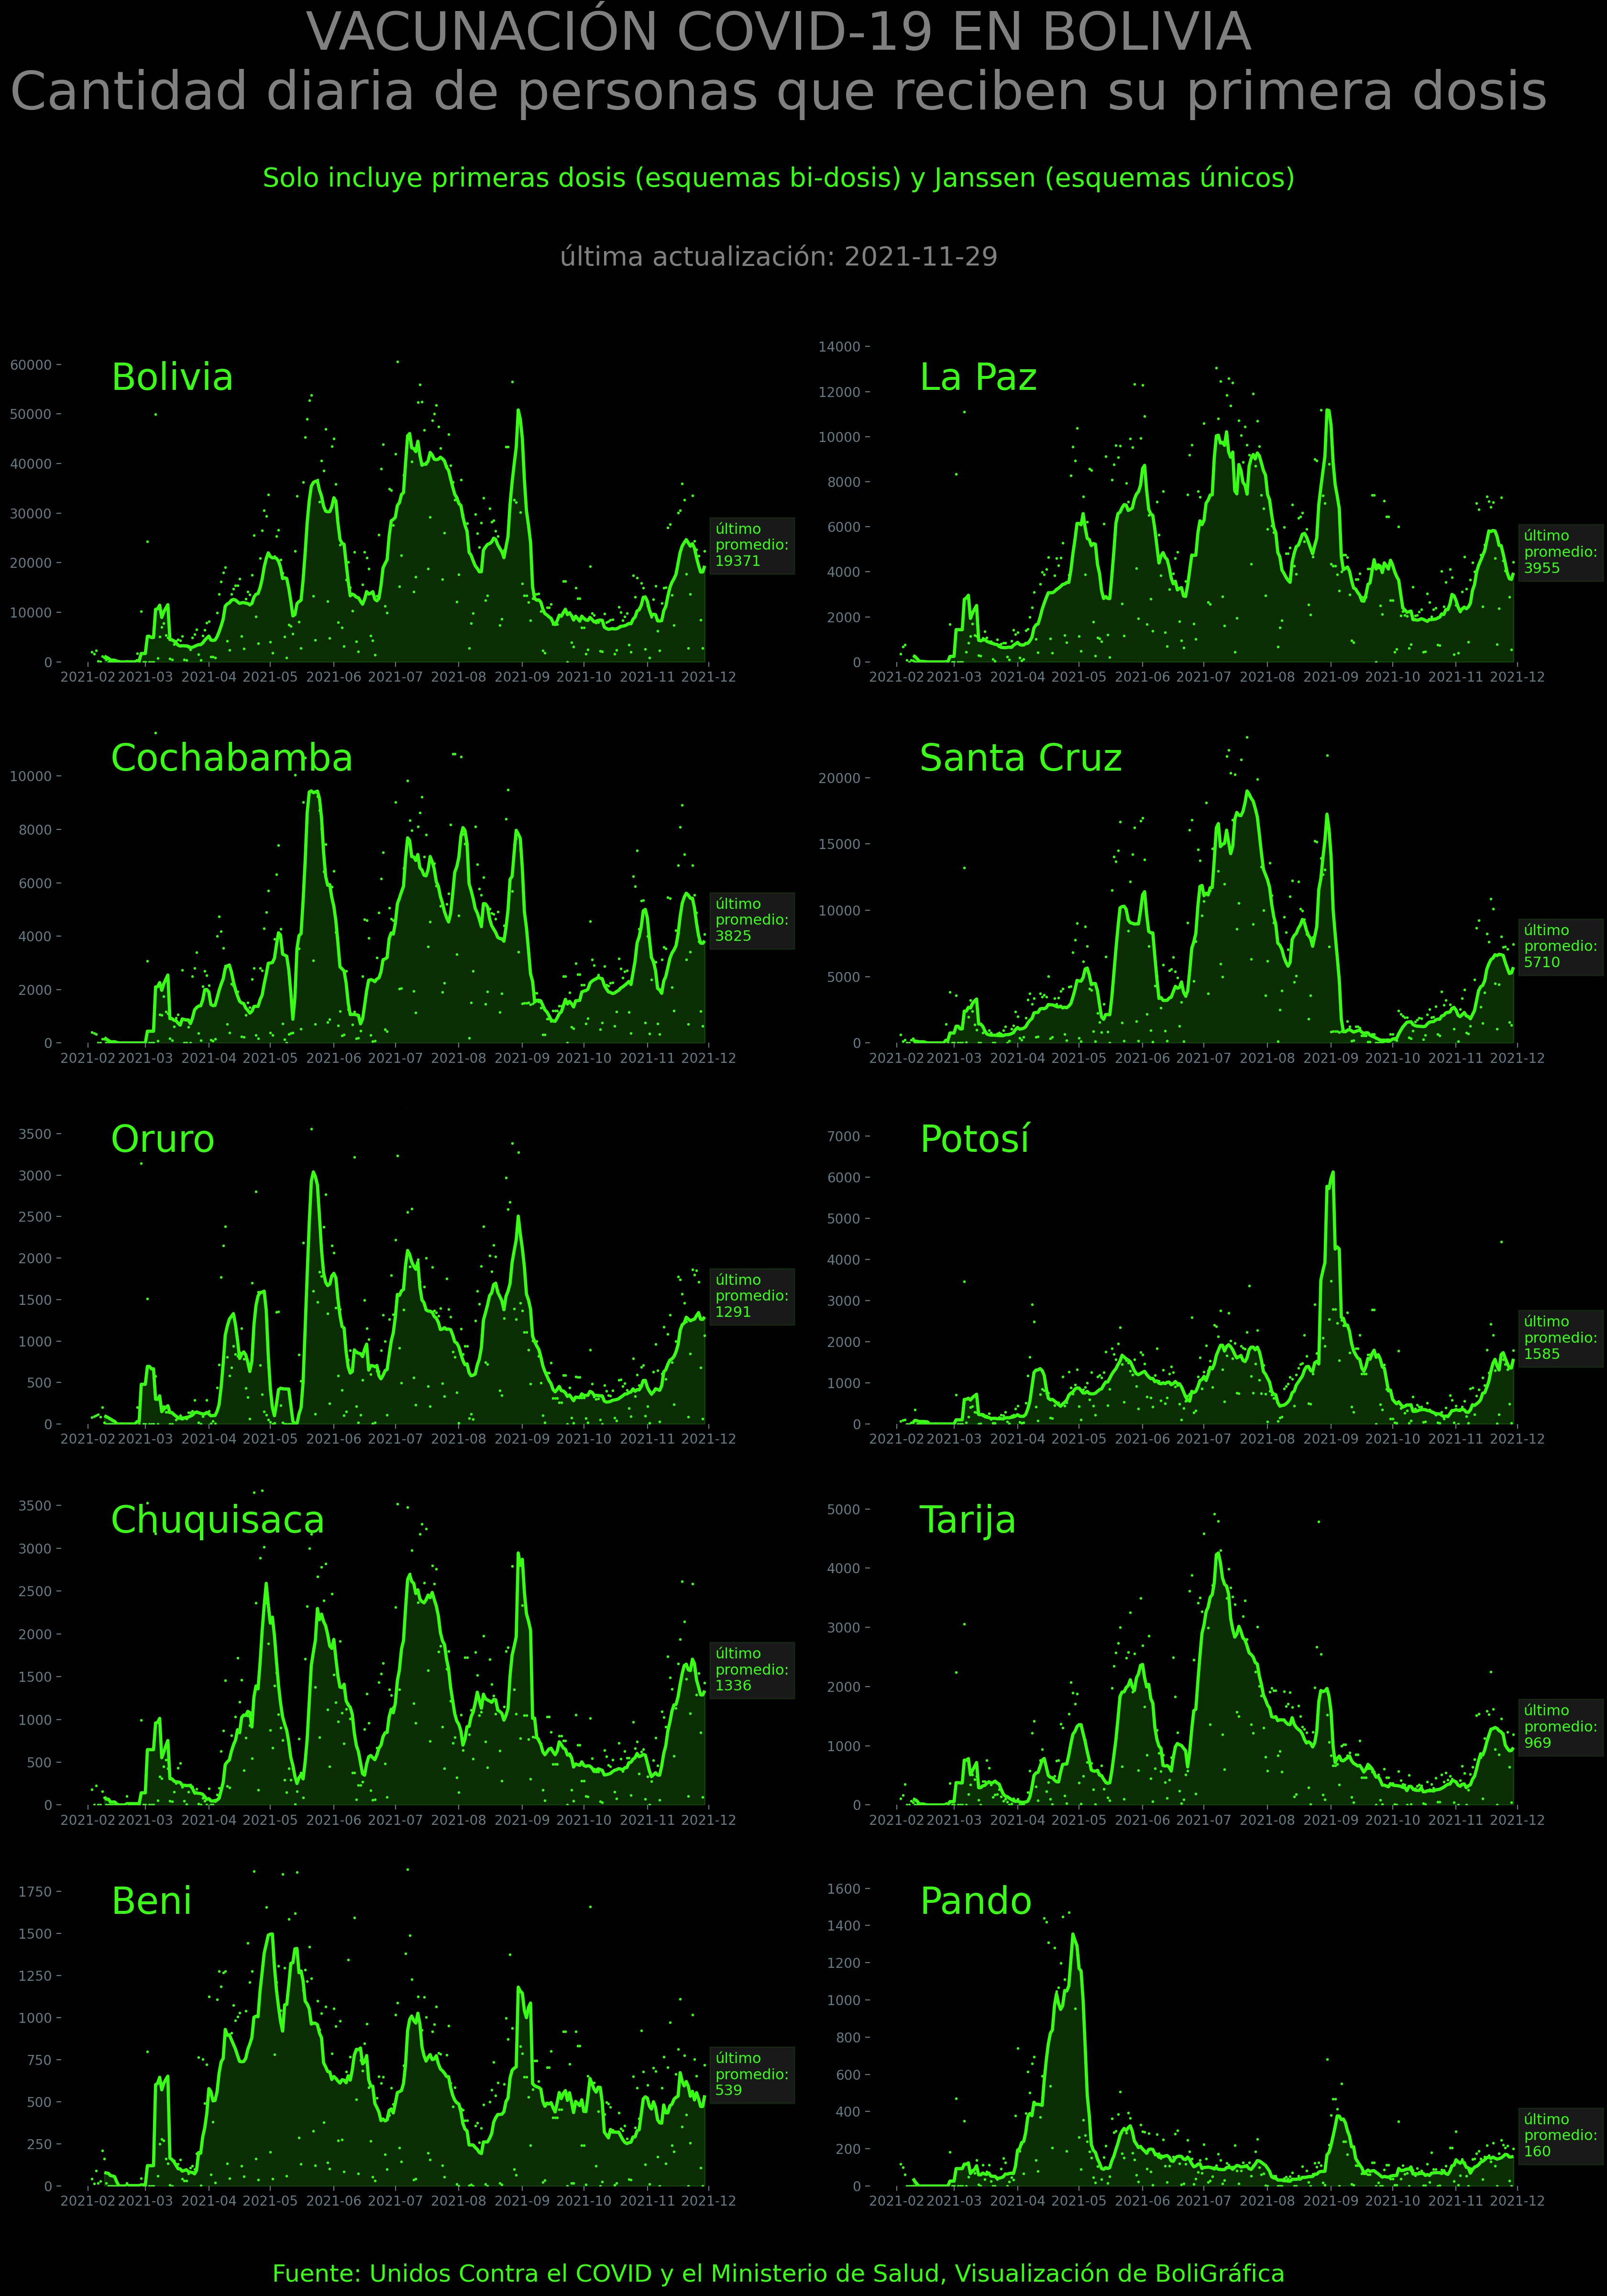 VACUNACIÓN COVID-19 EN BOLIVIA
Cantidad diaria de personas que reciben su primera dosis
Solo incluye primeras dosis (esquemas bi-dosis) y Janssen (esquemas únicos)
última actualización: 2021-11-29
Bolivia
60000
50000
40000
30000
20000
10000
0
2021-02 2021-03 2021-04 2021-05 2021-06 2021-07 2021-08 2021-09 2021-10 2021-11 2021-12
último
promedio:
19371
La Paz
14000
12000
10000
8000
6000
4000
2000
0
2021-02 2021-03 2021-04 2021-05 2021-06 2021-07 2021-08 2021-09 2021-10 2021-11 2021-12
último
promedio:
3955
Cochabamba
10000
8000
6000
4000
2000
0
2021-02 2021-03 2021-04 2021-05 2021-06 2021-07 2021-08 2021-09 2021-10 2021-11 2021-12
último
promedio:
3825
Santa Cruz
20000
15000
10000
5000
0
2021-02 2021-03 2021-04 2021-05 2021-06 2021-07 2021-08 2021-09 2021-10 2021-11 2021-12
último
promedio:
5710
Oruro
3500
3000
2500
2000
1500
1000
500
0
2021-02 2021-03 2021-04 2021-05 2021-06 2021-07 2021-08 2021-09 2021-10 2021-11 2021-12
último
promedio:
1291
Potosí
7000
6000
5000
4000
3000
2000
1000
0
2021-02 2021-03 2021-04 2021-05 2021-06 2021-07 2021-08 2021-09 2021-10 2021-11 2021-12
último
promedio:
1585
Chuquisaca
3500
3000
2500
2000
1500
1000
500
0
2021-02 2021-03 2021-04 2021-05 2021-06 2021-07 2021-08 2021-09 2021-10 2021-11 2021-12
último
promedio:
1336
Tarija
5000
4000
3000
2000
1000
0
2021-02 2021-03 2021-04 2021-05 2021-06 2021-07 2021-08 2021-09 2021-10 2021-11 2021-12
último
promedio:
969
Beni
1750
1500
1250
1000
750
500
250
0
2021-02 2021-03 2021-04 2021-05 2021-06 2021-07 2021-08 2021-09 2021-10 2021-11 2021-12
último
promedio:
539
Pando
1600
1400
1200
1000
800
600
400
200
0
2021-02 2021-03 2021-04 2021-05 2021-06 2021-07 2021-08 2021-09 2021-10 2021-11 2021-12
último
promedio:
160
Fuente: Unidos Contra el COVID y el Ministerio de Salud, Visualización de BoliGráfica